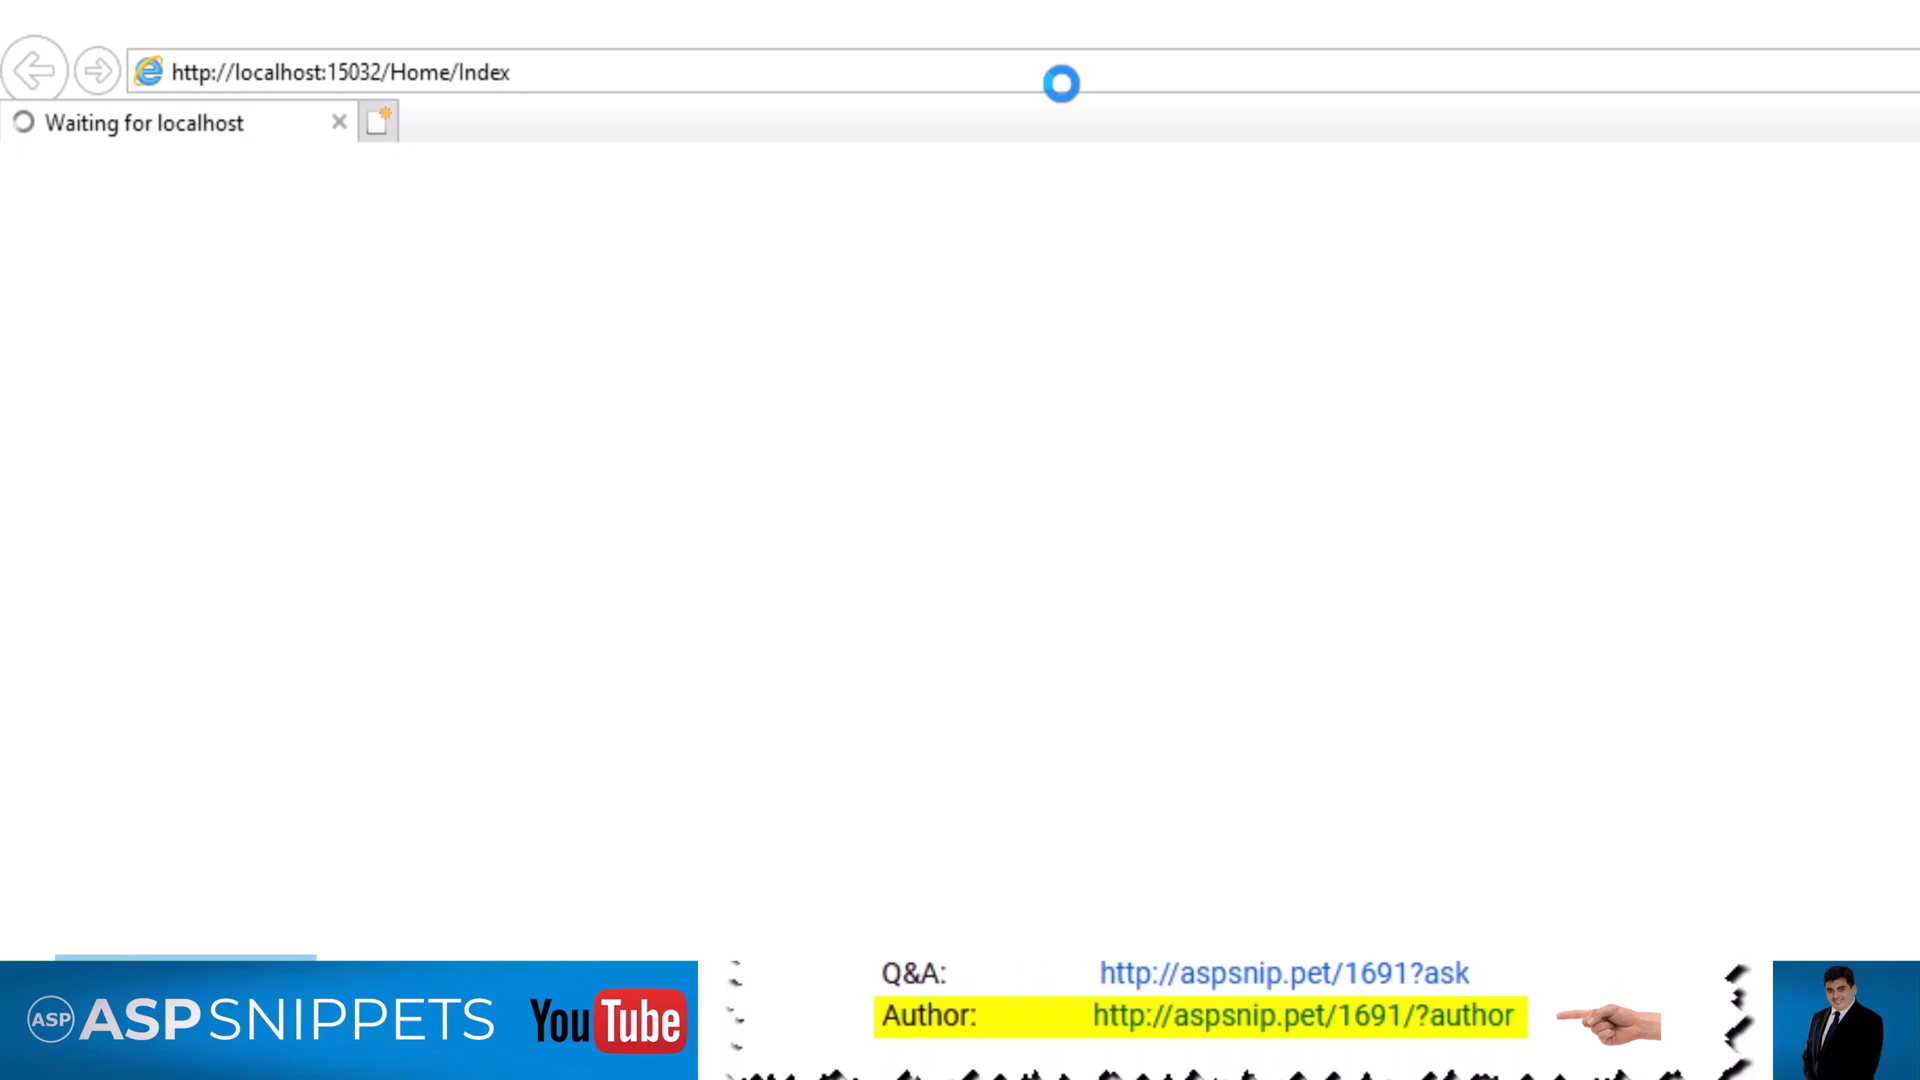 http://localhost:15032/Home/Index
Waiting for localhost
Q&A: http://aspsnip.pet/1691?ask
ASP ASPSNIPPETS YouTube
Author: http://aspsnip.pet/1691/?author